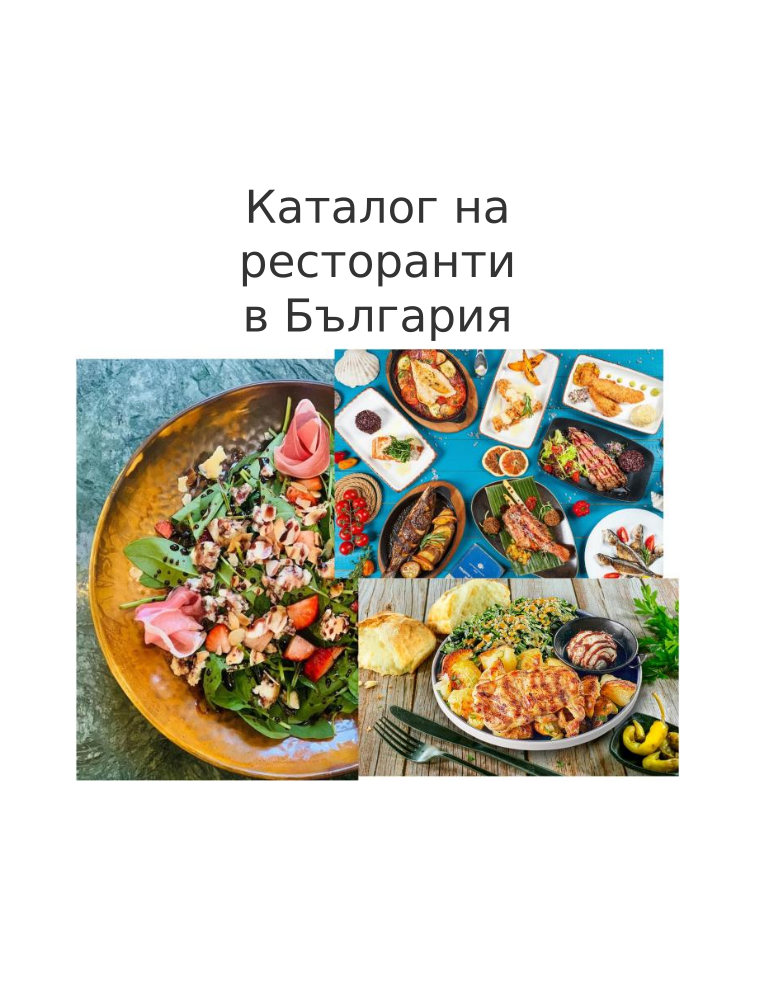 Каталог на
ресторанти
в България